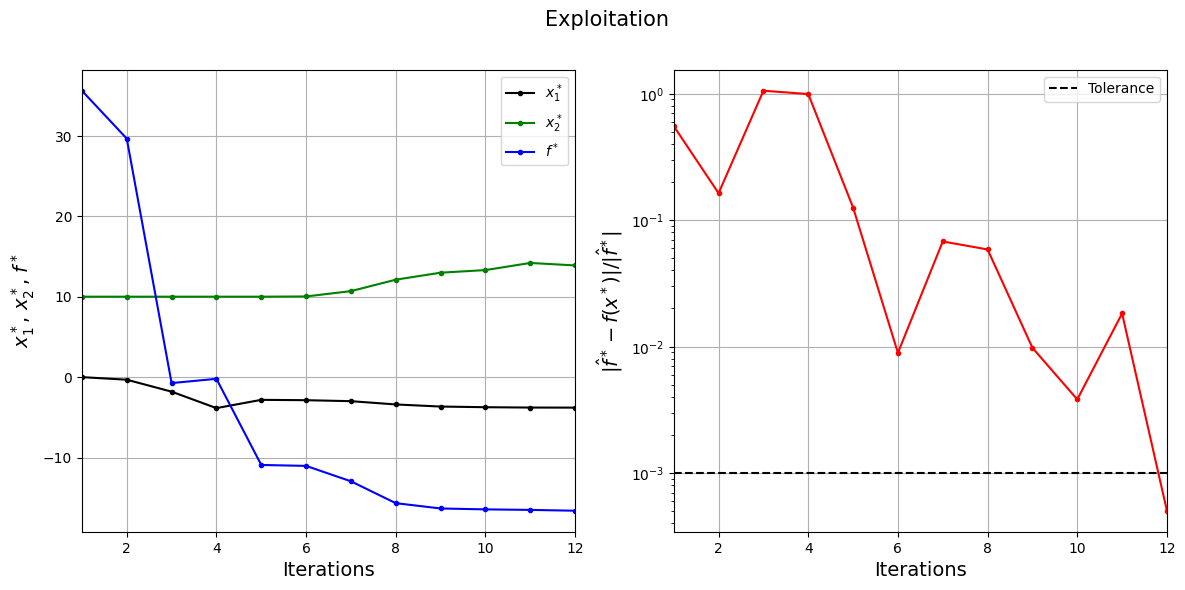 Exploitation
x₁*, x₂*, f*
30
20
10
0
−10
2
4
6
8
10
12
Iterations
x₁*
x₂*
f*
|f̂* − f(x*)|/|f̂*|
10⁰
10⁻¹
10⁻²
10⁻³
2
4
6
8
10
12
Iterations
Tolerance